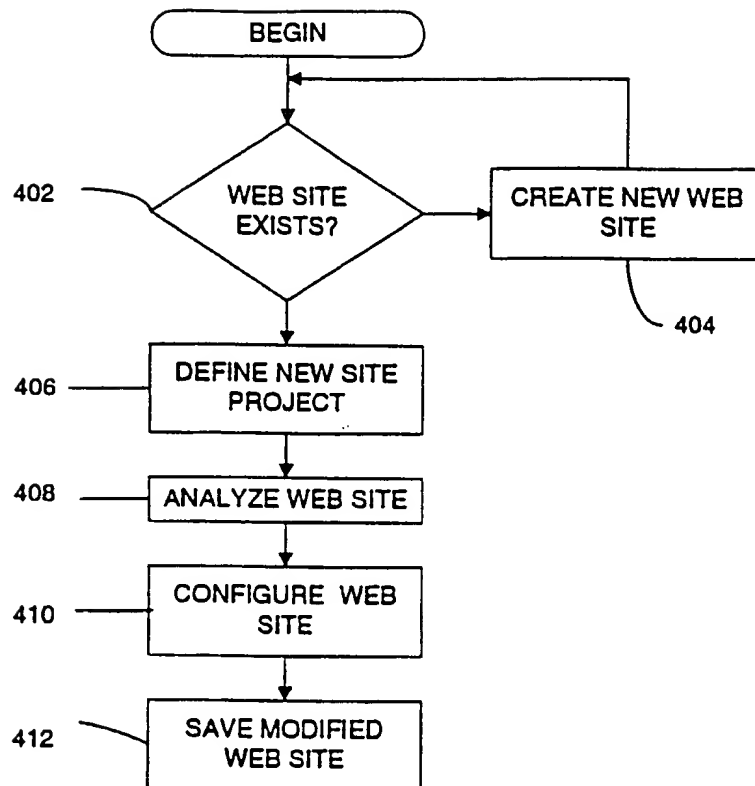 BEGIN
402
WEB SITE
EXISTS?
CREATE NEW WEB
SITE
404
406
DEFINE NEW SITE
PROJECT
408
ANALYZE WEB SITE
410
CONFIGURE WEB
SITE
412
SAVE MODIFIED
WEB SITE